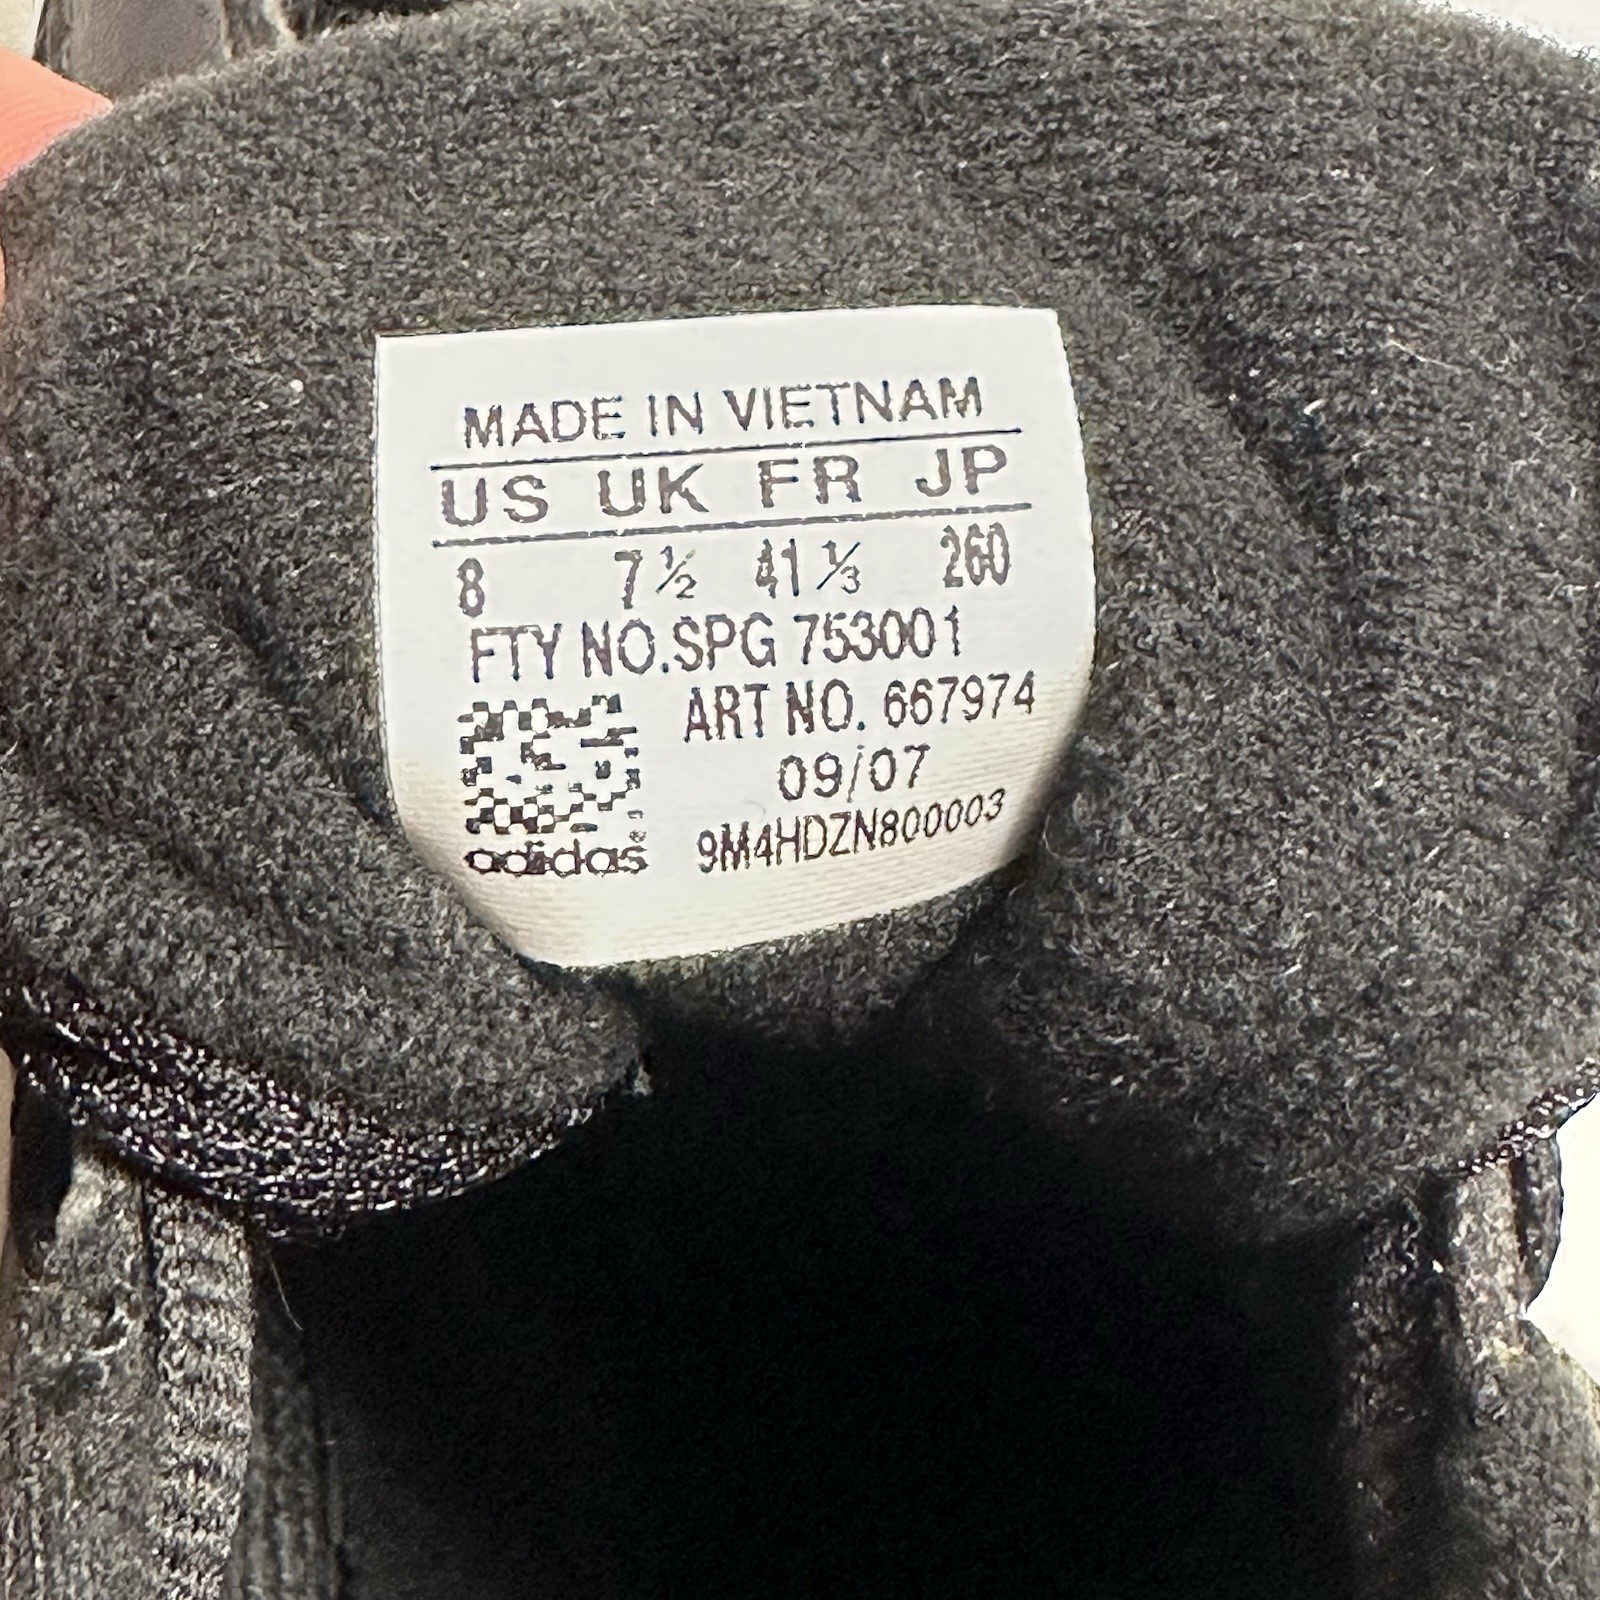 MADE IN VIETNAM
US UK FR JP
8 7½ 41⅓ 260
FTY NO.SPG 753001
ART NO. 667974
09/07
adidas 9M4HDZN800003